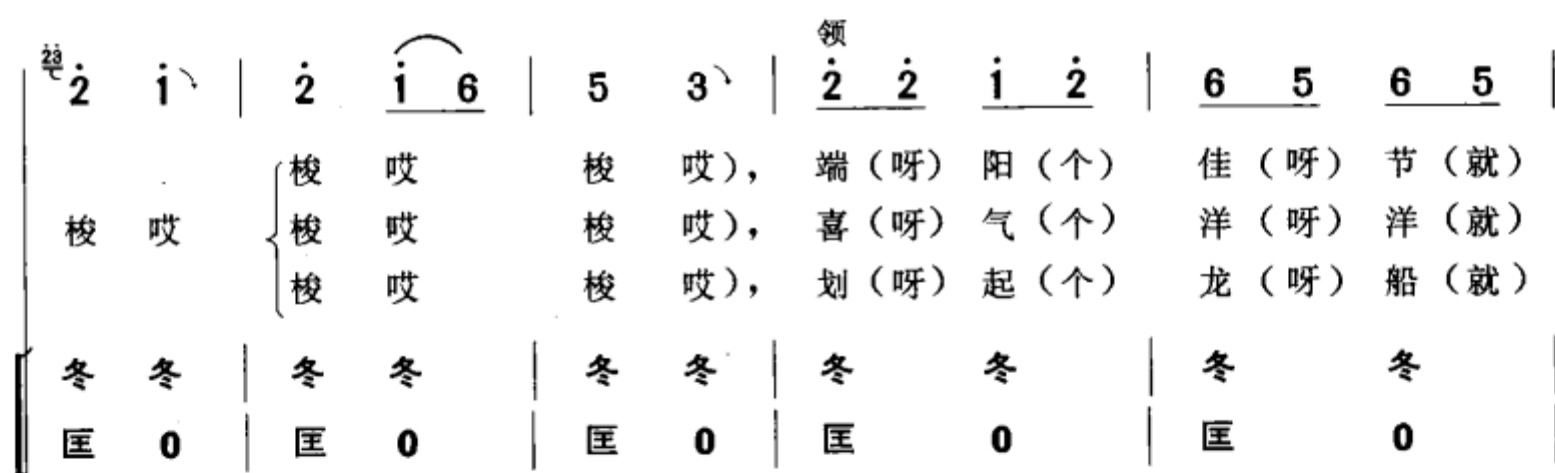 领
23 2 1 | 2 1 6 | 5 3 | 2 2 1 2 | 6 5 6 5 |
梭 哎 梭 哎), 端(呀) 阳(个) 佳(呀) 节(就)
梭 哎 梭 哎 梭 哎), 喜(呀) 气(个) 洋(呀) 洋(就)
梭 哎 梭 哎), 划(呀) 起(个) 龙(呀) 船(就)
冬 冬 | 冬 冬 | 冬 冬 | 冬 冬 | 冬 冬
匡 0 | 匡 0 | 匡 0 | 匡 0 | 匡 0